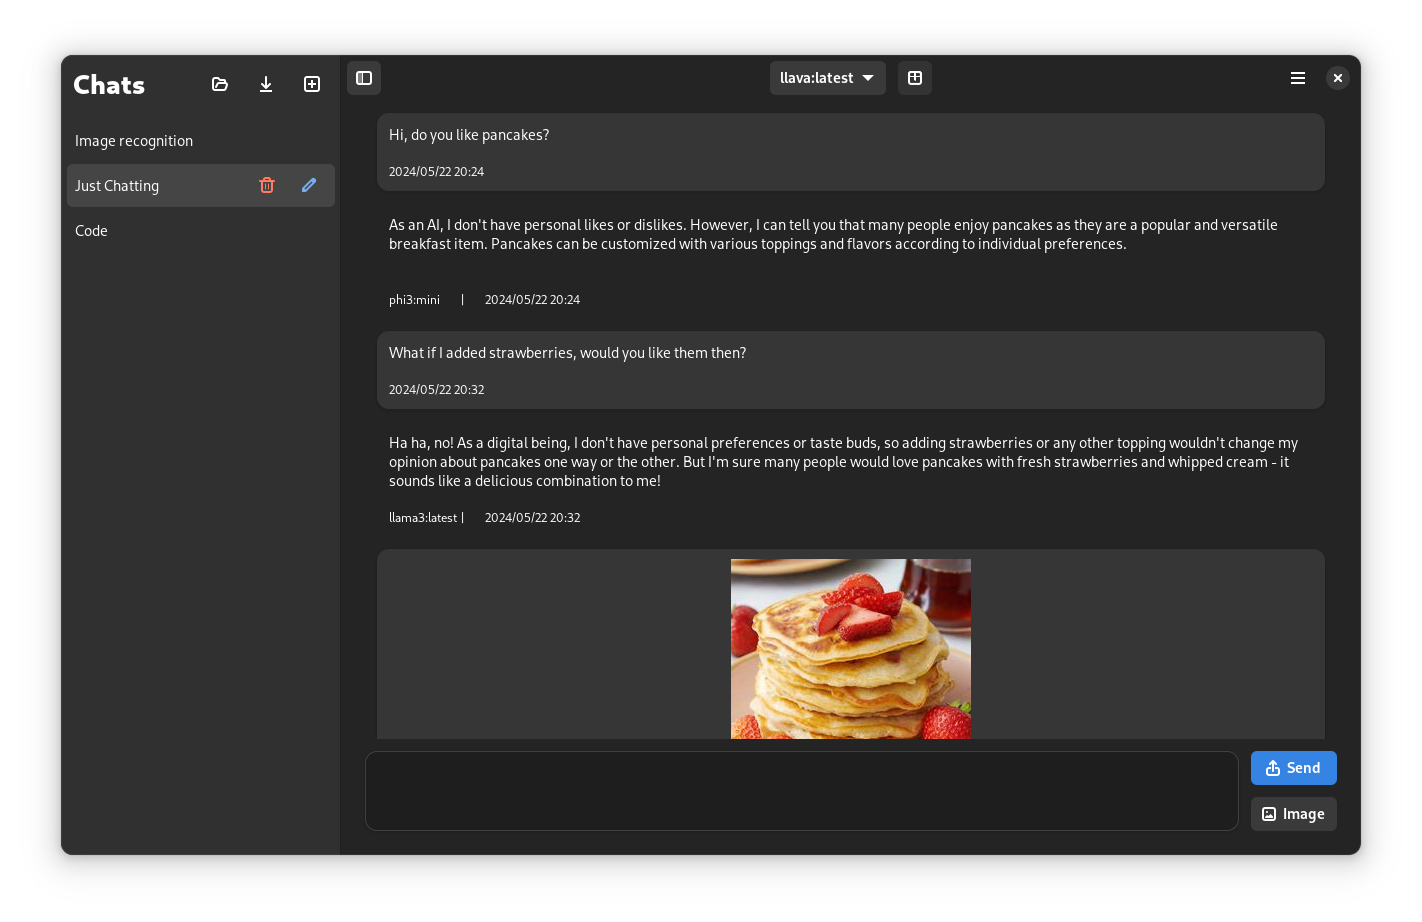 Chats
Image recognition
Just Chatting
Code
llava:latest
Hi, do you like pancakes?
2024/05/22 20:24
As an AI, I don't have personal likes or dislikes. However, I can tell you that many people enjoy pancakes as they are a popular and versatile
breakfast item. Pancakes can be customized with various toppings and flavors according to individual preferences.
phi3:mini | 2024/05/22 20:24
What if I added strawberries, would you like them then?
2024/05/22 20:32
Ha ha, no! As a digital being, I don't have personal preferences or taste buds, so adding strawberries or any other topping wouldn't change my
opinion about pancakes one way or the other. But I'm sure many people would love pancakes with fresh strawberries and whipped cream - it
sounds like a delicious combination to me!
llama3:latest | 2024/05/22 20:32
Send
Image